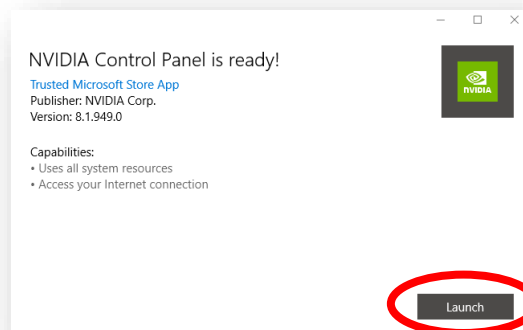 NVIDIA Control Panel is ready!
Trusted Microsoft Store App
Publisher: NVIDIA Corp.
Version: 8.1.949.0
Capabilities:
• Uses all system resources
• Access your Internet connection
NVIDIA
Launch